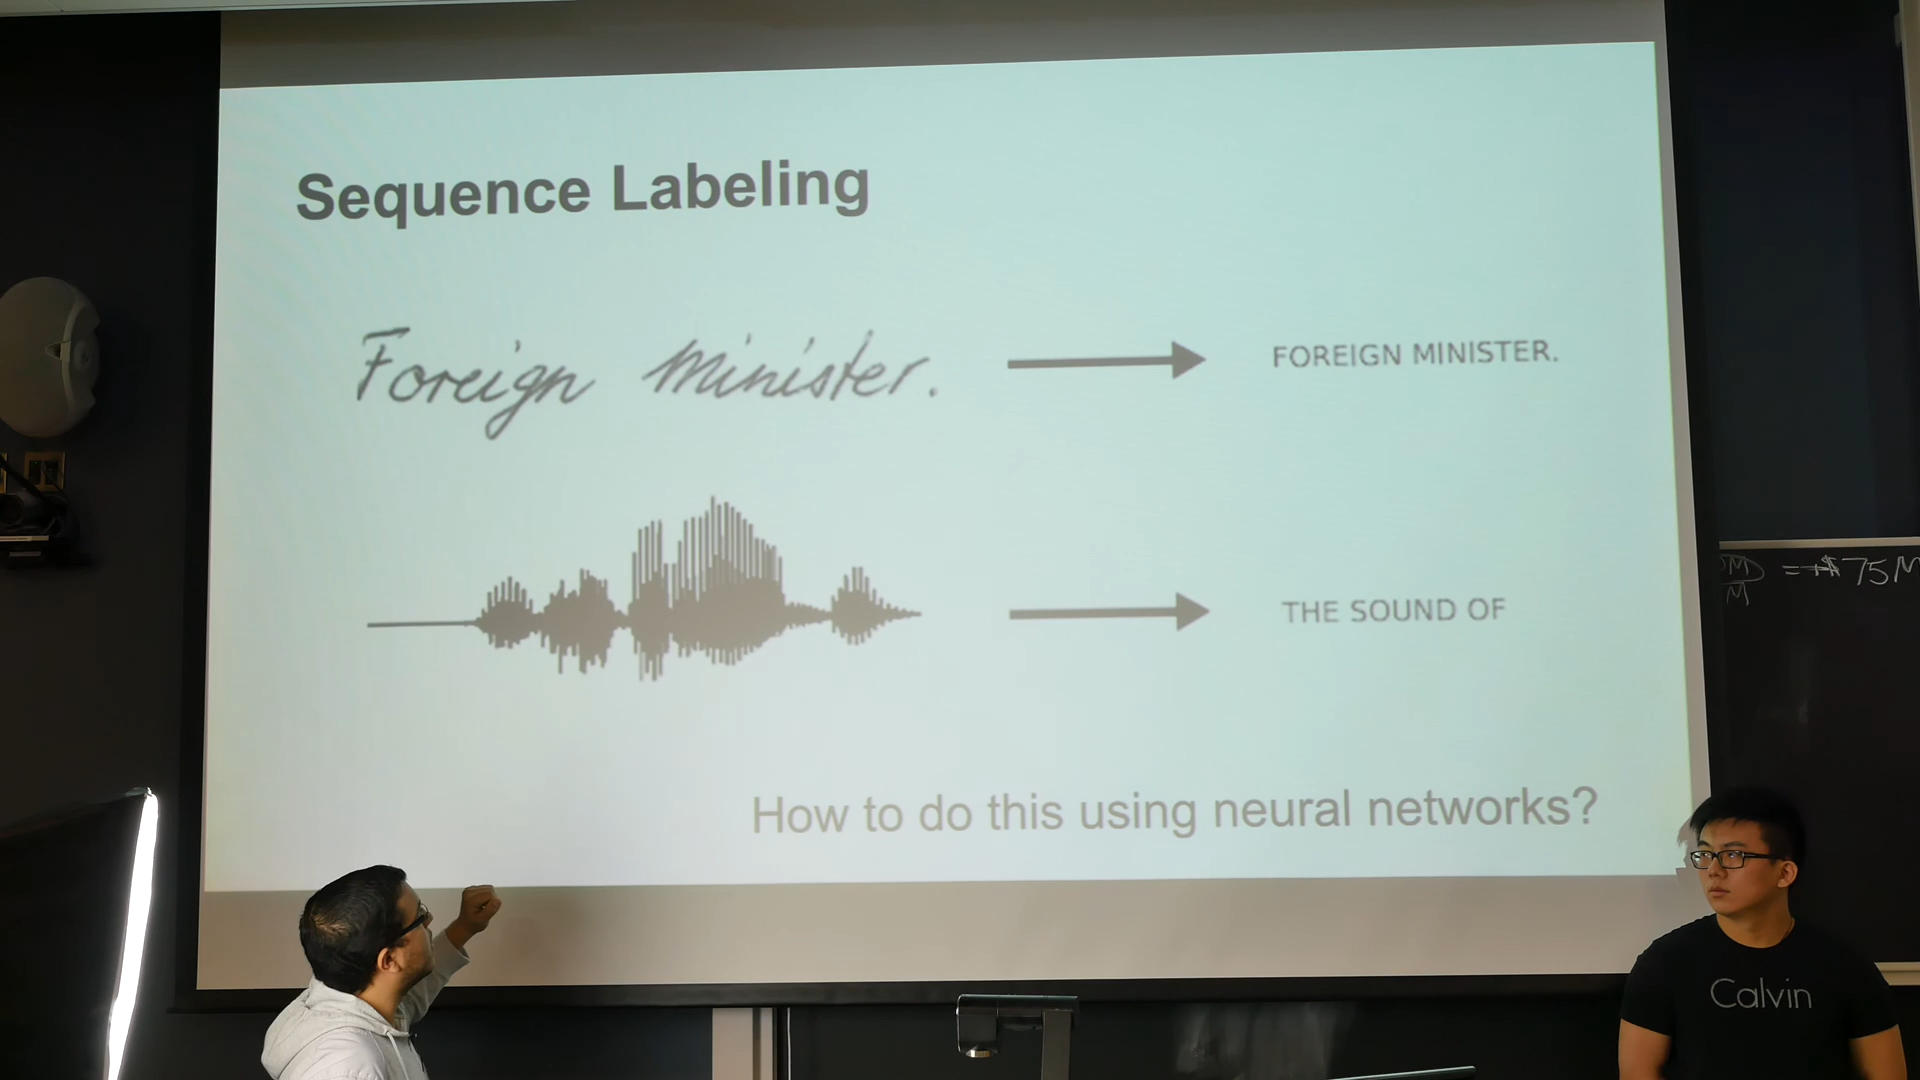 Sequence Labeling
Foreign Minister.
FOREIGN MINISTER.
THE SOUND OF
= $75M
M
How to do this using neural networks?
Calvin